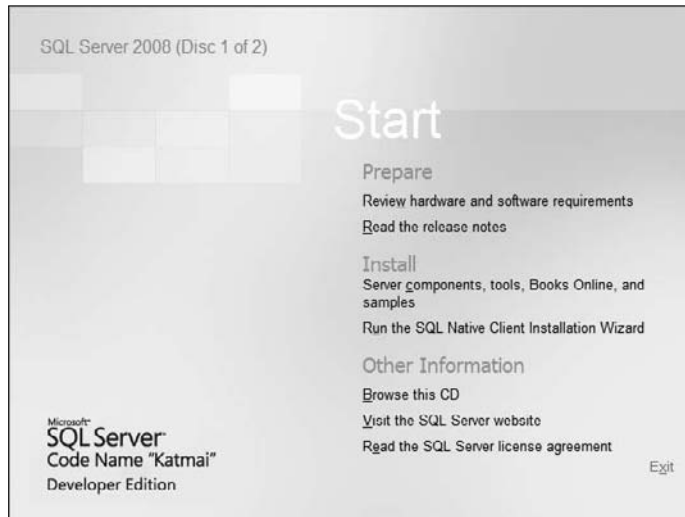 SQL Server 2008 (Disc 1 of 2)
Start
Prepare
Review hardware and software requirements
Read the release notes
Install
Server components, tools, Books Online, and
samples
Run the SQL Native Client Installation Wizard
Other Information
Browse this CD
Visit the SQL Server website
Read the SQL Server license agreement
Exit
Microsoft
SQL Server
Code Name "Katmai"
Developer Edition